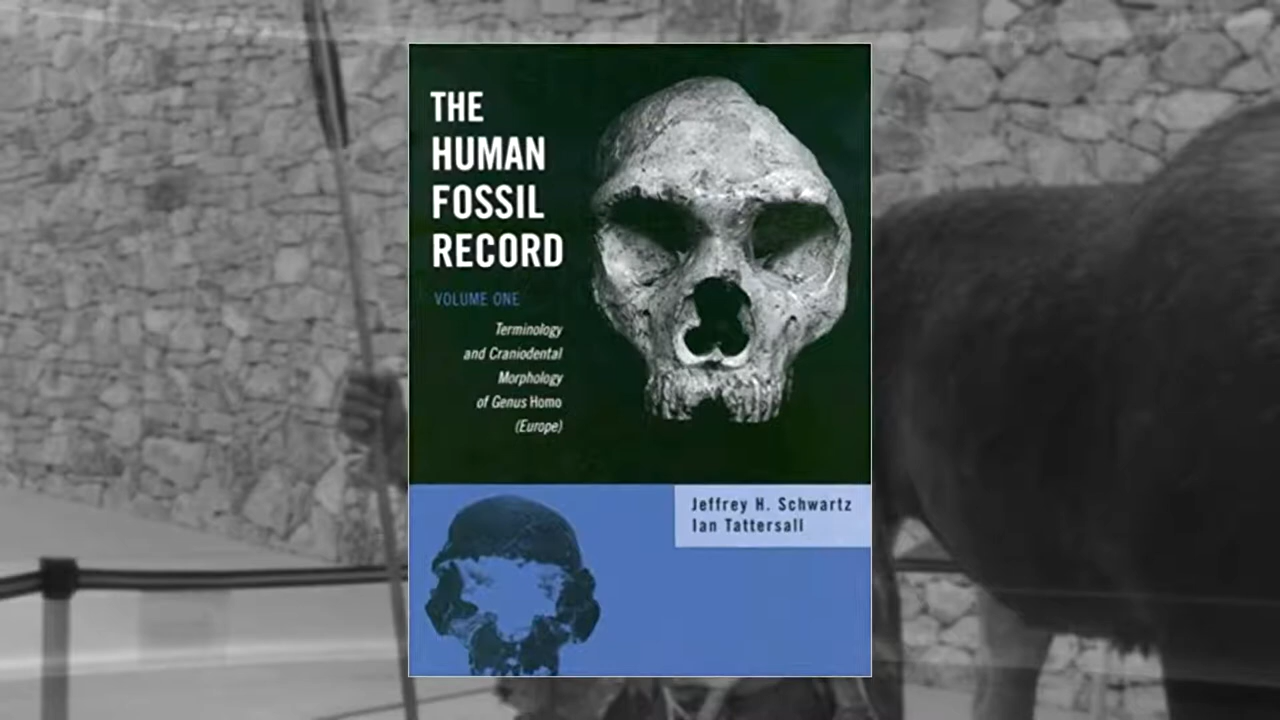 THE
HUMAN
FOSSIL
RECORD
VOLUME ONE
Terminology
and Craniodental
Morphology
of Genus Homo
(Europe)
Jeffrey H. Schwartz
Ian Tattersall